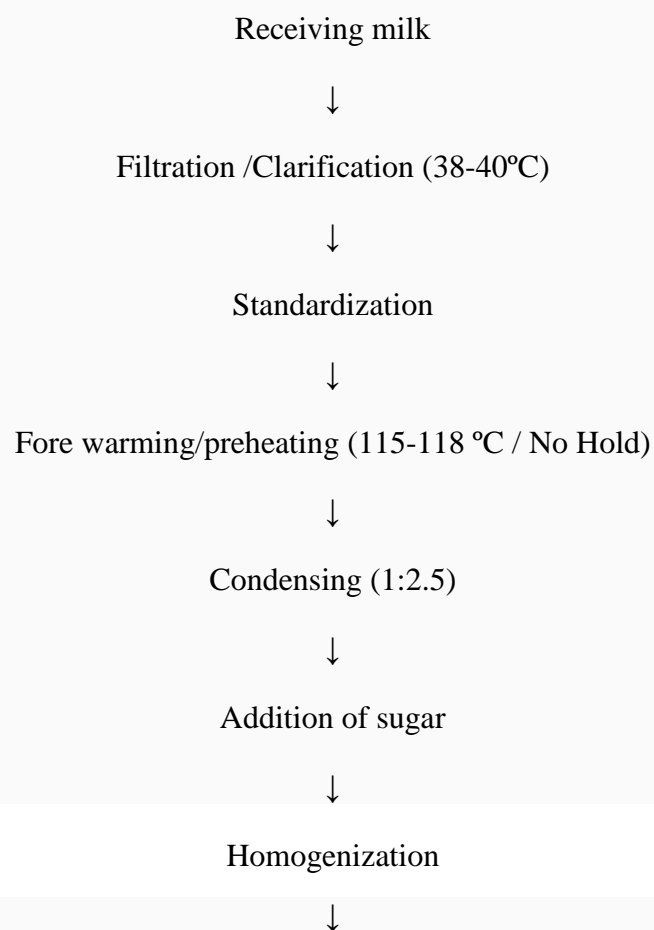 Receiving milk
↓
Filtration /Clarification (38-40ºC)
↓
Standardization
↓
Fore warming/preheating (115-118 ºC / No Hold)
↓
Condensing (1:2.5)
↓
Addition of sugar
↓
Homogenization
↓